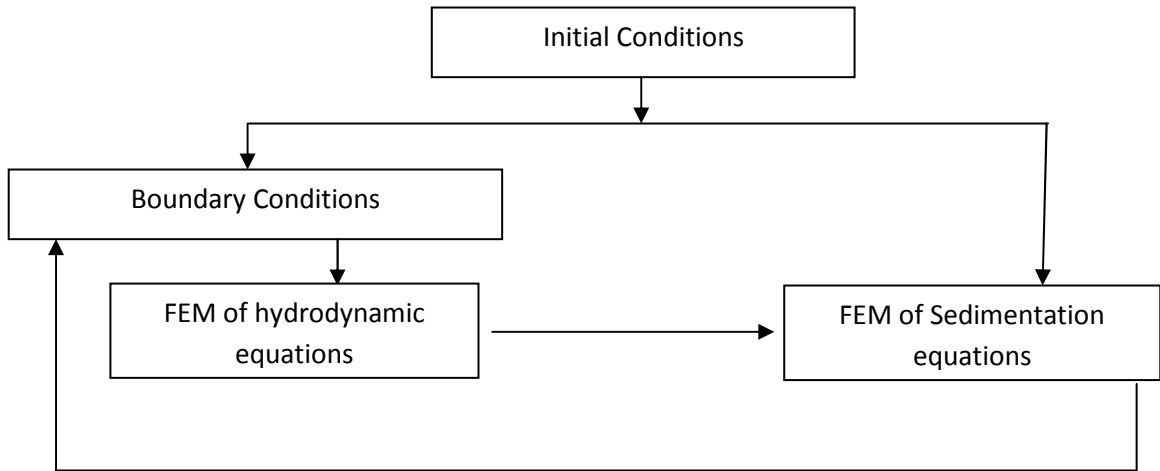 Initial Conditions
Boundary Conditions
FEM of hydrodynamic
equations
FEM of Sedimentation
equations